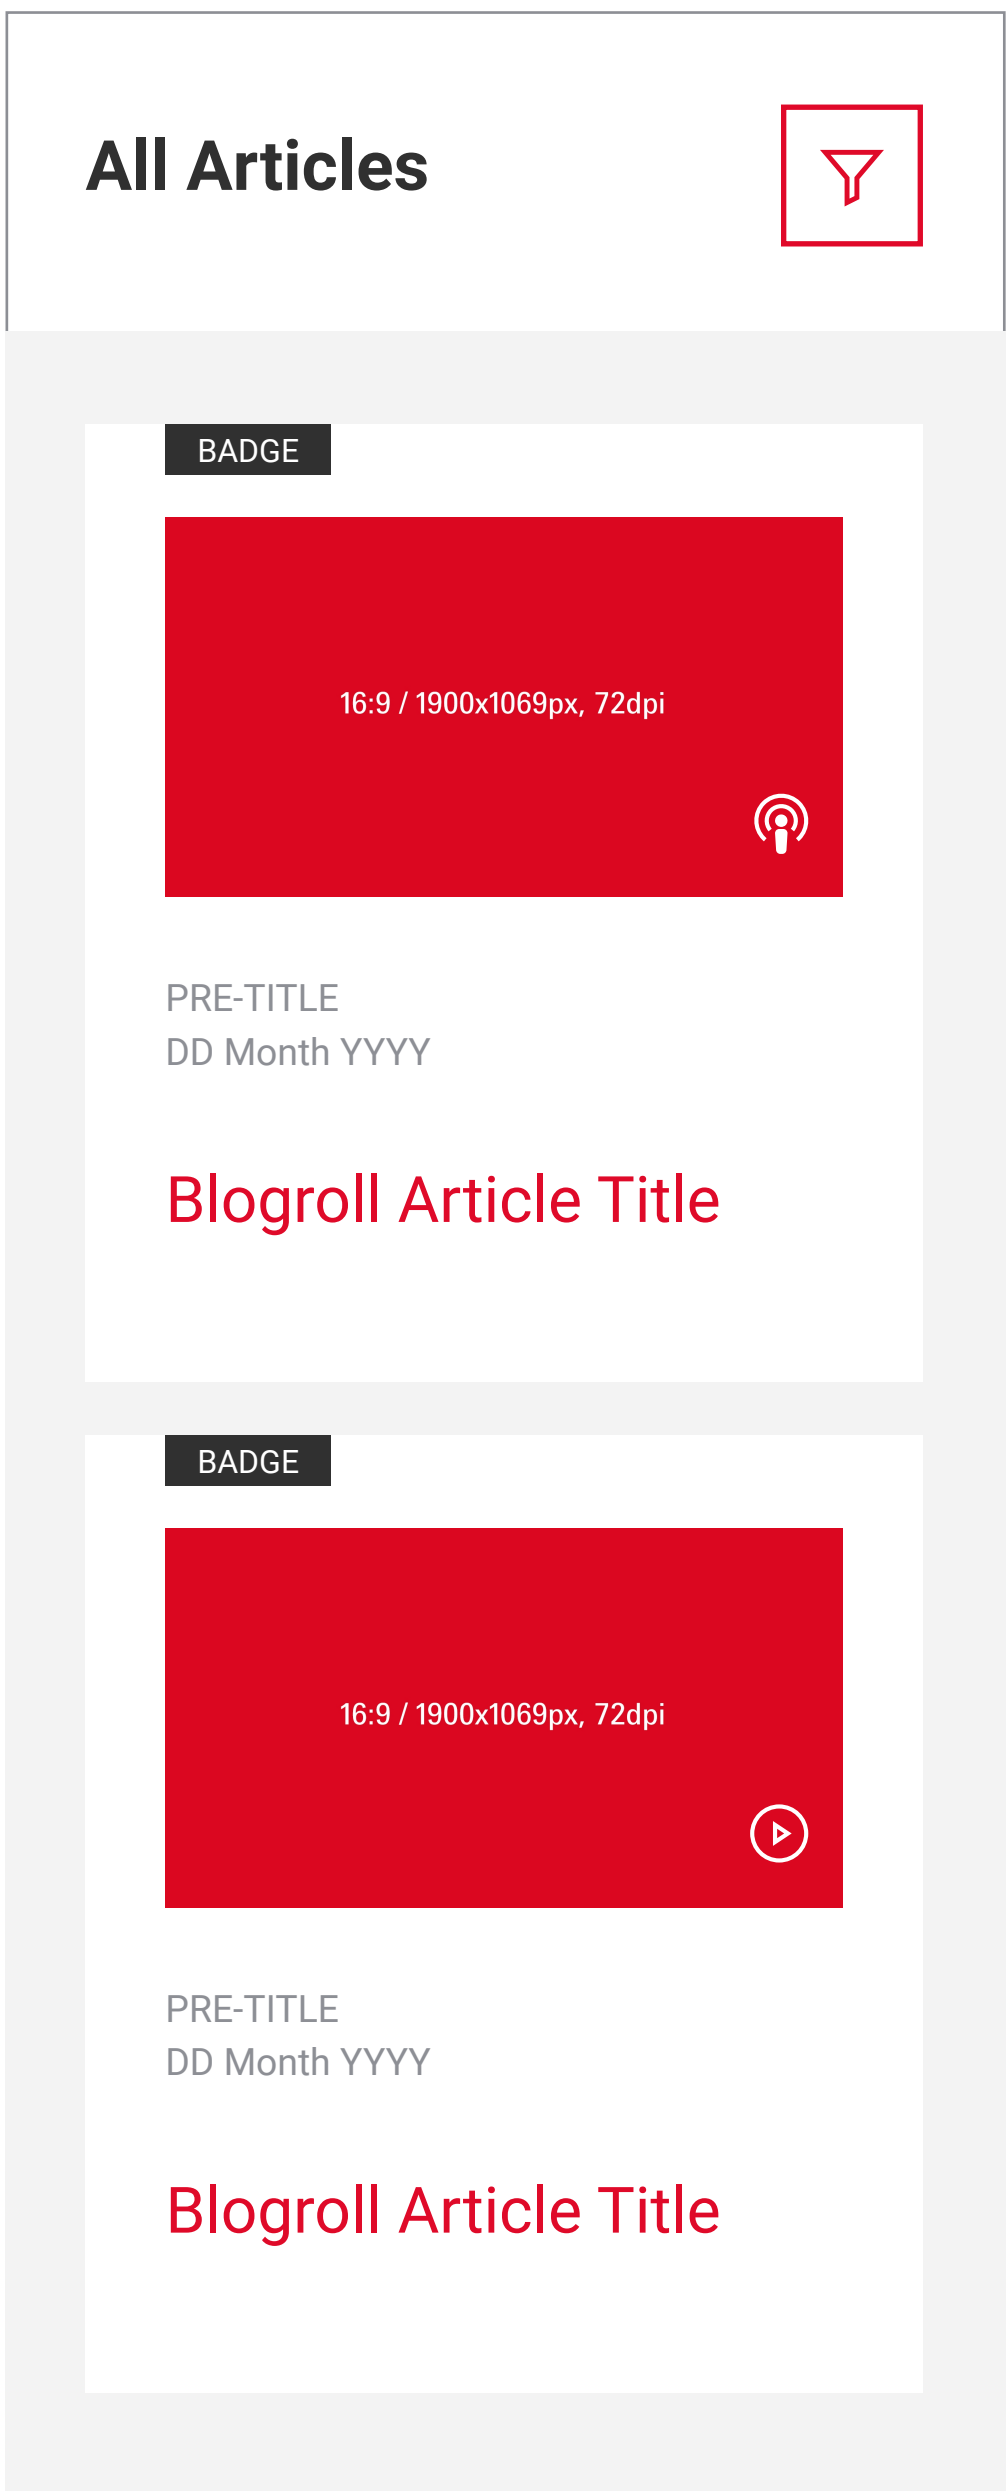 All Articles
BADGE
16:9 / 1900x1069px, 72dpi
PRE-TITLE
DD Month YYYY
Blogroll Article Title
BADGE
16:9 / 1900x1069px, 72dpi
PRE-TITLE
DD Month YYYY
Blogroll Article Title